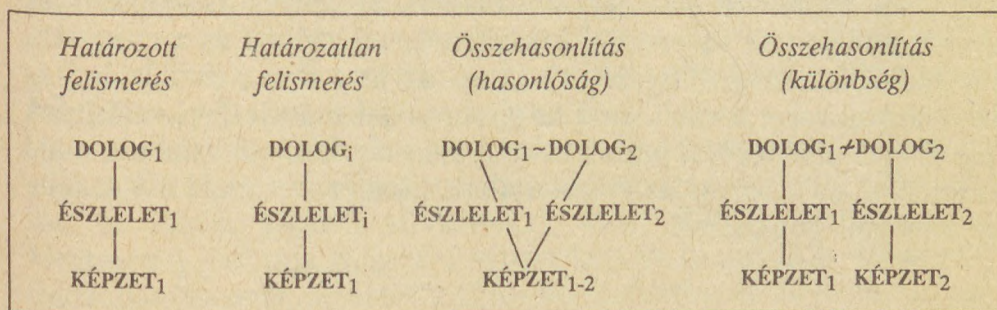 Határozott felismerés Határozatlan felismerés Összehasonlítás (hasonlóság) Összehasonlítás (különbség)
DOLOG₁ DOLOGᵢ DOLOG₁~DOLOG₂ DOLOG₁≁DOLOG₂
ÉSZLELET₁ ÉSZLELETᵢ ÉSZLELET₁ ÉSZLELET₂ ÉSZLELET₁ ÉSZLELET₂
KÉPZET₁ KÉPZET₁ KÉPZET₁₋₂ KÉPZET₁ KÉPZET₂